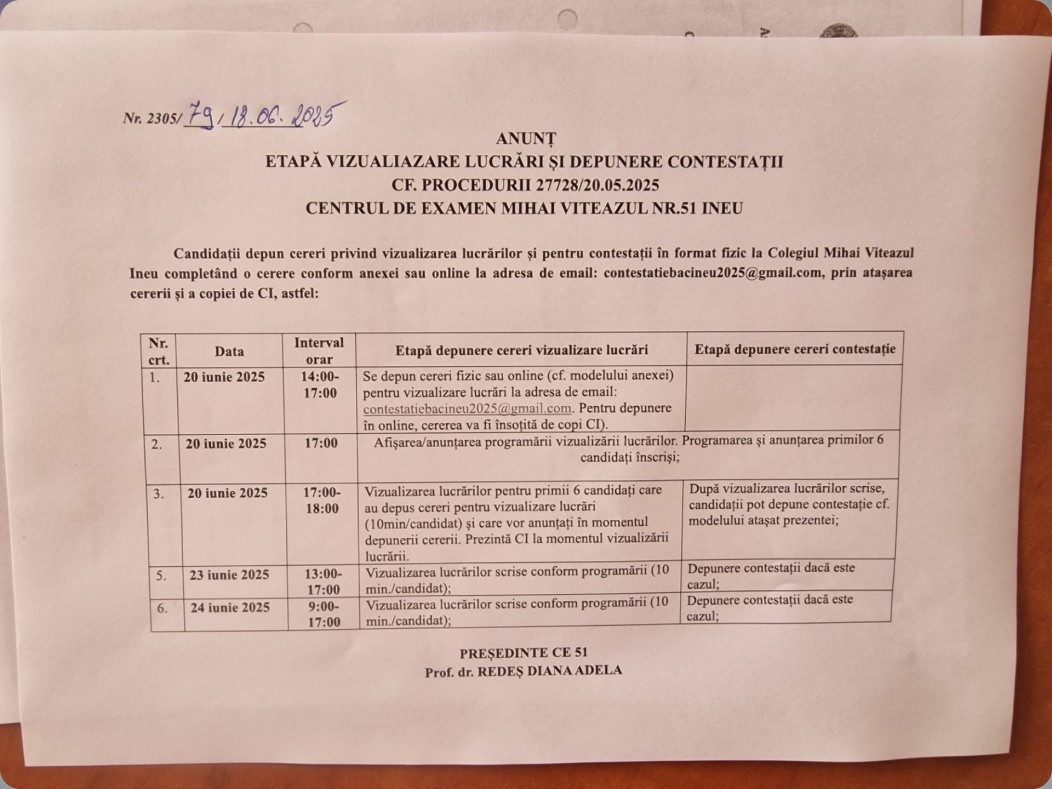 Nr. 2305/ 79 / 18.06. 2025
ANUNȚ
ETAPĂ VIZUALIAZARE LUCRĂRI ȘI DEPUNERE CONTESTAȚII
CF. PROCEDURII 27728/20.05.2025
CENTRUL DE EXAMEN MIHAI VITEAZUL NR.51 INEU
Candidații depun cereri privind vizualizarea lucrărilor și pentru contestații în format fizic la Colegiul Mihai Viteazul
Ineu completând o cerere conform anexei sau online la adresa de email: contestatiebacineu2025@gmail.com, prin atașarea
cererii și a copiei de CI, astfel:
Nr. crt. Data Interval orar Etapă depunere cereri vizualizare lucrări Etapă depunere cereri contestație
1. 20 iunie 2025 14:00- Se depun cereri fizic sau online (cf. modelului anexei)
17:00 pentru vizualizare lucrări la adresa de email:
contestatiebacineu2025@gmail.com. Pentru depunere
în online, cererea va fi însoțită de copi CI).
2. 20 iunie 2025 17:00 Afișarea/anunțarea programării vizualizării lucrărilor. Programarea și anunțarea primilor 6
candidați înscriși;
3. 20 iunie 2025 17:00- Vizualizarea lucrărilor pentru primii 6 candidați care După vizualizarea lucrărilor scrise,
18:00 au depus cereri pentru vizualizare lucrări candidații pot depune contestație cf.
(10min/candidat) și care vor anunțați în momentul modelului atașat prezentei;
depunerii cererii. Prezintă CI la momentul vizualizării
lucrării.
5. 23 iunie 2025 13:00- Vizualizarea lucrărilor scrise conform programării (10 Depunere contestații dacă este
17:00 min./candidat); cazul;
6. 24 iunie 2025 9:00- Vizualizarea lucrărilor scrise conform programării (10 Depunere contestații dacă este
17:00 min./candidat); cazul;
PREȘEDINTE CE 51
Prof. dr. REDEȘ DIANA ADELA